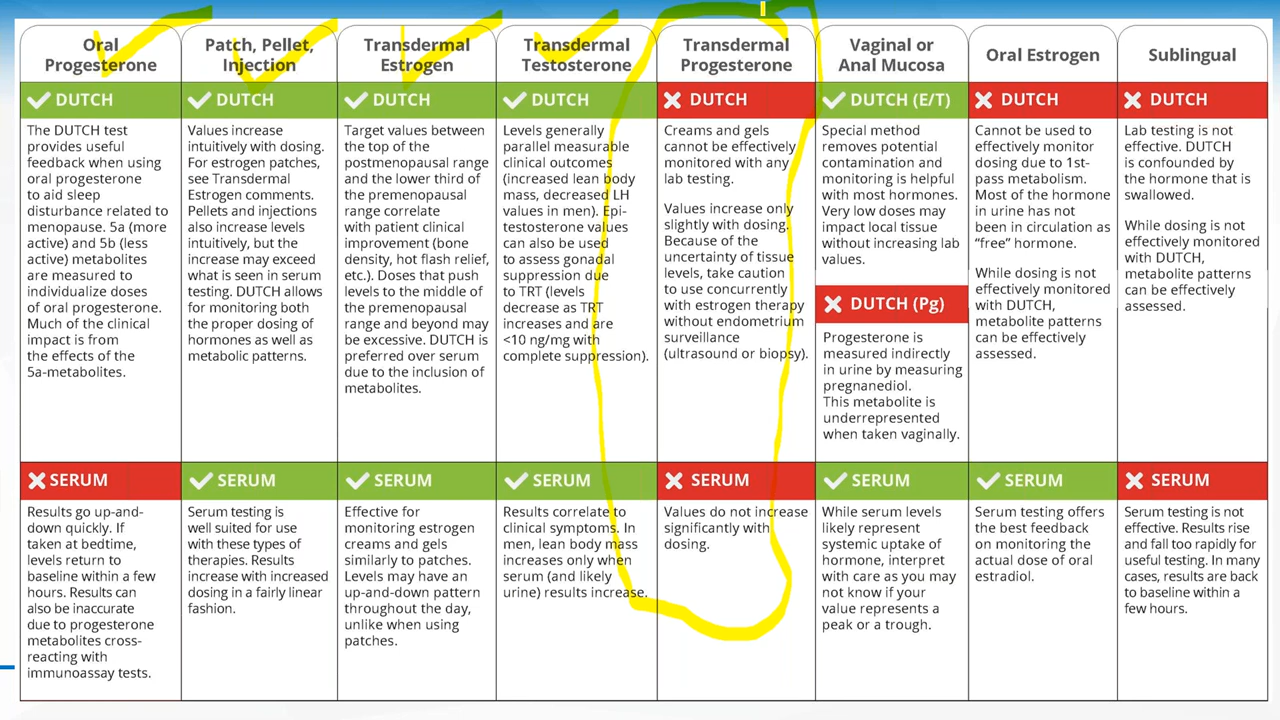 Oral
Progesterone
DUTCH
The DUTCH test
provides useful
feedback when using
oral progesterone
to aid sleep
disturbance related to
menopause. 5a (more
active) and 5b (less
active) metabolites
are measured to
individualize doses
of oral progesterone.
Much of the clinical
impact is from
the effects of the
5a-metabolites.
SERUM
Results go up-and-
down quickly. If
taken at bedtime,
levels return to
baseline within a few
hours. Results can
also be inaccurate
due to progesterone
metabolites cross-
reacting with
immunoassay tests.
Patch, Pellet,
Injection
DUTCH
Values increase
intuitively with dosing.
For estrogen patches,
see Transdermal
Estrogen comments.
Pellets and injections
also increase levels
intuitively, but the
increase may exceed
what is seen in serum
testing. DUTCH allows
for monitoring both
the proper dosing of
hormones as well as
metabolic patterns.
SERUM
Serum testing is
well suited for use
with these types of
therapies. Results
increase with increased
dosing in a fairly linear
fashion.
Transdermal
Estrogen
DUTCH
Target values between
the top of the
postmenopausal range
and the lower third of
the premenopausal
range correlate
with patient clinical
improvement (bone
density, hot flash relief,
etc.). Doses that push
levels to the middle of
the premenopausal
range and beyond may
be excessive. DUTCH is
preferred over serum
due to the inclusion of
metabolites.
SERUM
Effective for
monitoring estrogen
creams and gels
similarly to patches.
Levels may have an
up-and-down pattern
throughout the day,
unlike when using
patches.
Transdermal
Testosterone
DUTCH
Levels generally
parallel measurable
clinical outcomes
(increased lean body
mass, decreased LH
values in men). Epi-
testosterone values
can also be used
to assess gonadal
suppression due
to TRT (levels
decrease as TRT
increases and are
<10 ng/mg with
complete suppression).
SERUM
Results correlate to
clinical symptoms. In
men, lean body mass
increases only when
serum (and likely
urine) results increase.
Transdermal
Progesterone
DUTCH
Creams and gels
cannot be effectively
monitored with any
lab testing.
Values increase only
slightly with dosing.
Because of the
uncertainty of tissue
levels, take caution
to use concurrently
with estrogen therapy
without endometrium
surveillance
(ultrasound or biopsy).
SERUM
Values do not increase
significantly with
dosing.
Vaginal or
Anal Mucosa
DUTCH (E/T)
Special method
removes potential
contamination and
monitoring is helpful
with most hormones.
Very low doses may
impact local tissue
without increasing lab
values.
DUTCH (Pg)
Progesterone is
measured indirectly
in urine by measuring
pregnanediol.
This metabolite is
underrepresented
when taken vaginally.
SERUM
While serum levels
likely represent
systemic uptake of
hormone, interpret
with care as you may
not know if your
value represents a
peak or a trough.
Oral Estrogen
DUTCH
Cannot be used to
effectively monitor
dosing due to 1st-
pass metabolism.
Most of the hormone
in urine has not
been in circulation as
“free” hormone.
While dosing is not
effectively monitored
with DUTCH,
metabolite patterns
can be effectively
assessed.
SERUM
Serum testing offers
the best feedback
on monitoring the
actual dose of oral
estradiol.
Sublingual
DUTCH
Lab testing is not
effective. DUTCH
is confounded by
the hormone that is
swallowed.
While dosing is not
effectively monitored
with DUTCH,
metabolite patterns
can be effectively
assessed.
SERUM
Serum testing is not
effective. Results rise
and fall too rapidly for
useful testing. In many
cases, results are back
to baseline within a
few hours.